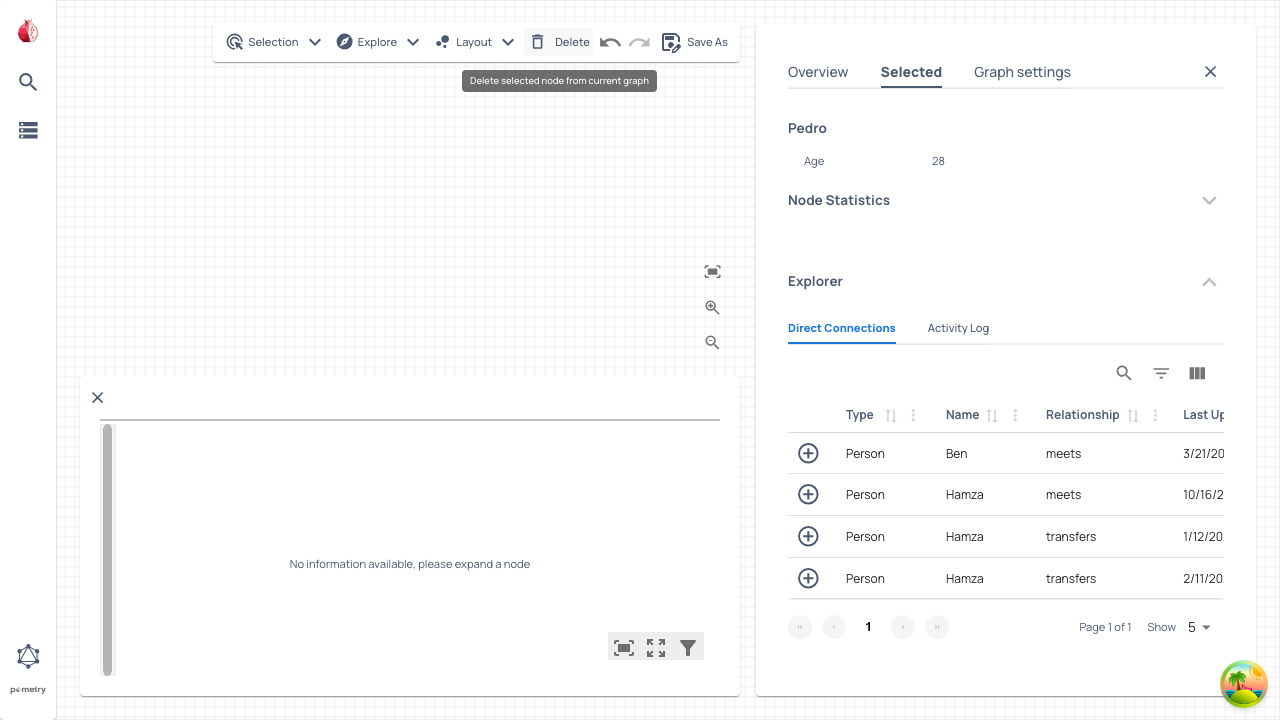 Selection
Explore
Layout
Delete
Save As
Delete selected node from current graph
Overview
Selected
Graph settings
Pedro
Age 28
Node Statistics
Explorer
Direct Connections
Activity Log
Type Name Relationship Last Up
Person Ben meets 3/21/20
Person Hamza meets 10/16/2
Person Hamza transfers 1/12/20
Person Hamza transfers 2/11/20
1
Page 1 of 1
Show 5
No information available, please expand a node
pometry